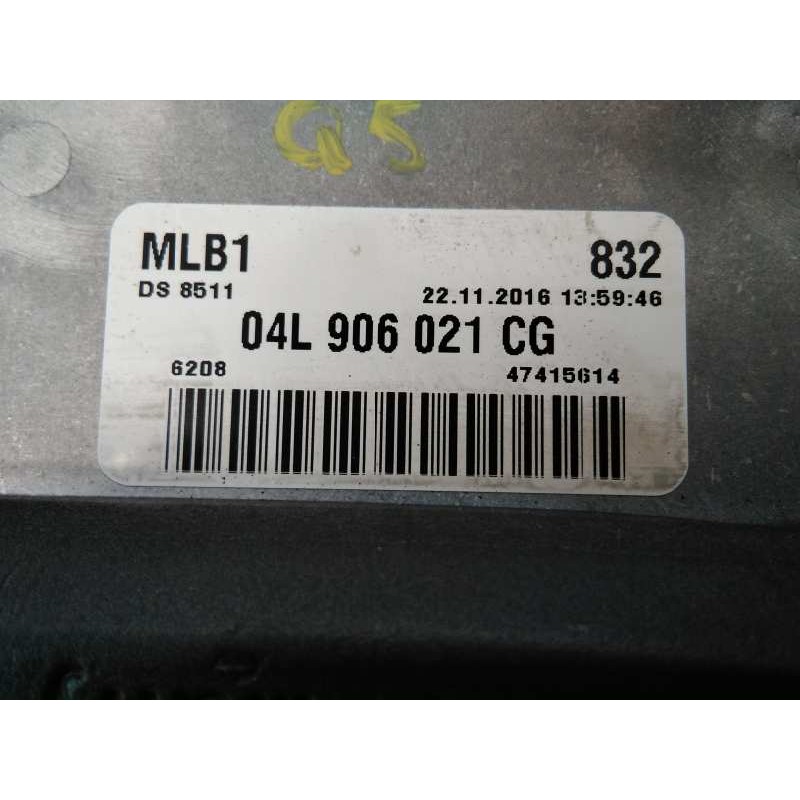 Q5
MLB1 832
DS 8511 22.11.2016 13:59:46
04L 906 021 CG
6208 47415614